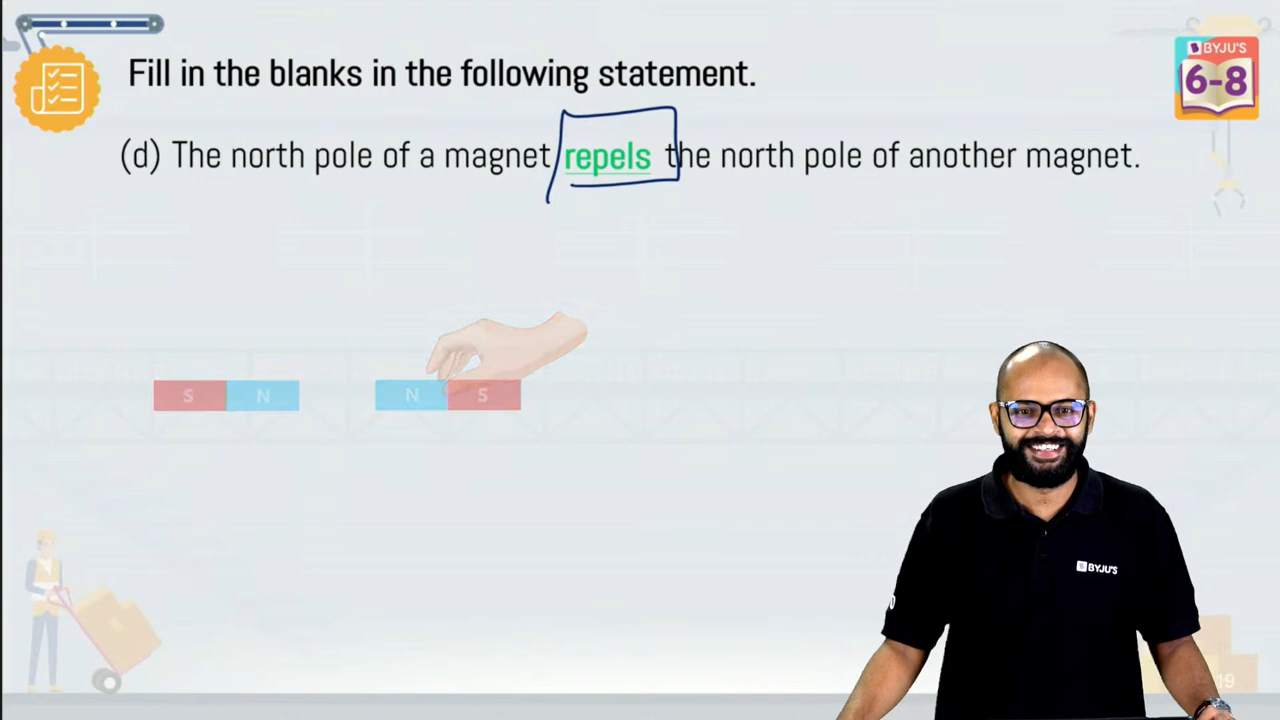 Fill in the blanks in the following statement.
BYJU'S
6-8
(d) The north pole of a magnet repels the north pole of another magnet.
S N N S
BYJU'S
19